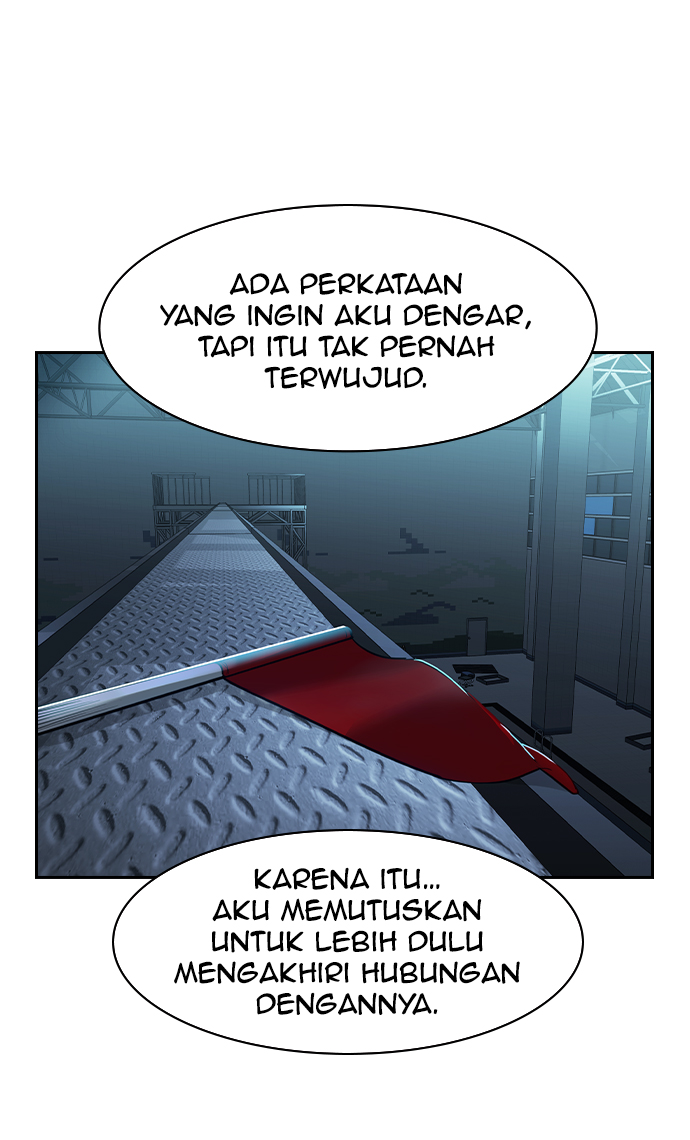 ADA PERKATAAN
YANG INGIN AKU DENGAR,
TAPI ITU TAK PERNAH
TERWUJUD.
KARENA ITU...
AKU MEMUTUSKAN
UNTUK LEBIH DULU
MENGAKHIRI HUBUNGAN
DENGANNYA.